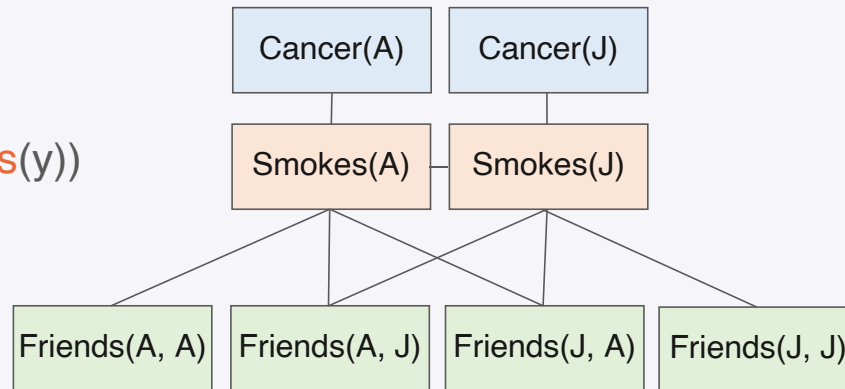 Cancer(A) Cancer(J)
s(y))
Smokes(A) Smokes(J)
Friends(A, A) Friends(A, J) Friends(J, A) Friends(J, J)